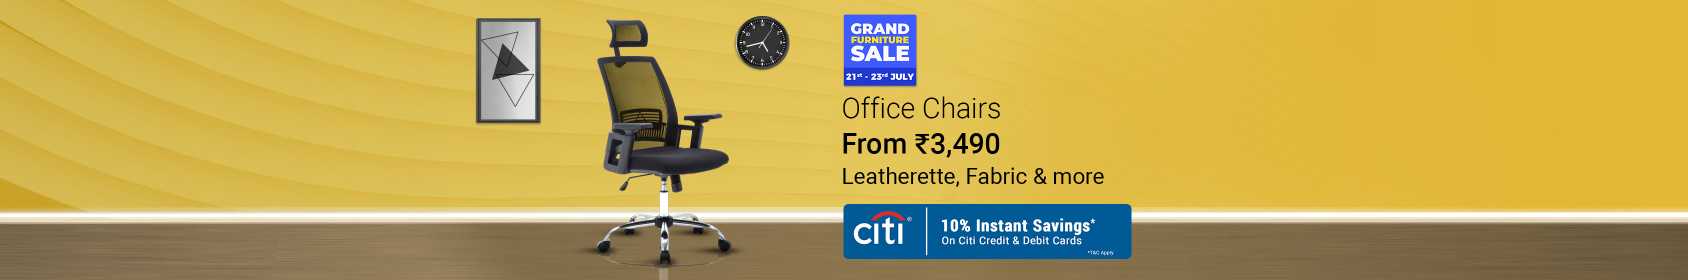 GRAND
FURNITURE
SALE
21st - 23rd JULY
Office Chairs
From ₹3,490
Leatherette, Fabric & more
citi®
10% Instant Savings*
On Citi Credit & Debit Cards
*T&C Apply